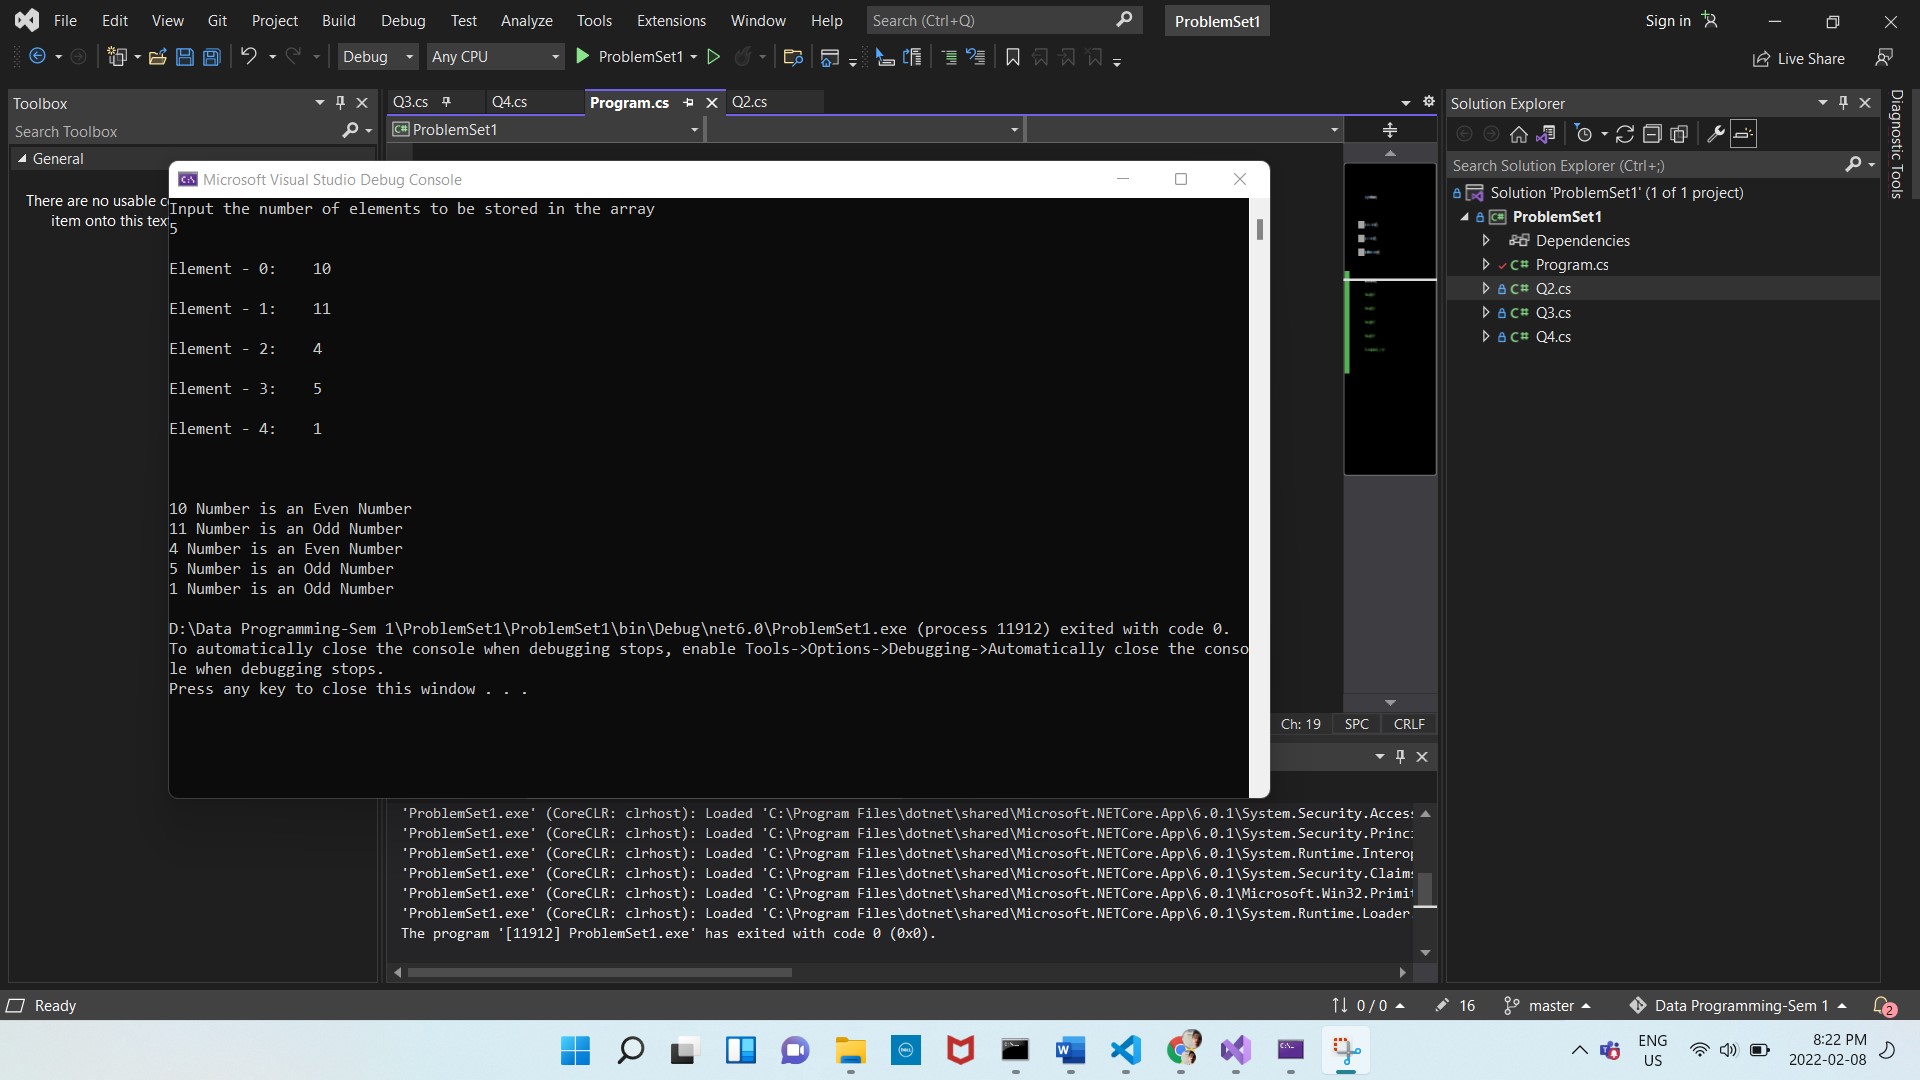 File Edit View Git Project Build Debug Test Analyze Tools Extensions Window Help Search (Ctrl+Q) ProblemSet1 Sign in
Debug Any CPU ProblemSet1 Live Share
Toolbox
Search Toolbox
General
There are no usable c
item onto this tex
Q3.cs Q4.cs Program.cs Q2.cs
C# ProblemSet1
Microsoft Visual Studio Debug Console
Input the number of elements to be stored in the array
5
Element - 0: 10
Element - 1: 11
Element - 2: 4
Element - 3: 5
Element - 4: 1
10 Number is an Even Number
11 Number is an Odd Number
4 Number is an Even Number
5 Number is an Odd Number
1 Number is an Odd Number
D:\Data Programming-Sem 1\ProblemSet1\ProblemSet1\bin\Debug\net6.0\ProblemSet1.exe (process 11912) exited with code 0.
To automatically close the console when debugging stops, enable Tools->Options->Debugging->Automatically close the conso
le when debugging stops.
Press any key to close this window . . .
Ch: 19 SPC CRLF
'ProblemSet1.exe' (CoreCLR: clrhost): Loaded 'C:\Program Files\dotnet\shared\Microsoft.NETCore.App\6.0.1\System.Security.Access
'ProblemSet1.exe' (CoreCLR: clrhost): Loaded 'C:\Program Files\dotnet\shared\Microsoft.NETCore.App\6.0.1\System.Security.Princi
'ProblemSet1.exe' (CoreCLR: clrhost): Loaded 'C:\Program Files\dotnet\shared\Microsoft.NETCore.App\6.0.1\System.Runtime.Interop
'ProblemSet1.exe' (CoreCLR: clrhost): Loaded 'C:\Program Files\dotnet\shared\Microsoft.NETCore.App\6.0.1\System.Security.Claims
'ProblemSet1.exe' (CoreCLR: clrhost): Loaded 'C:\Program Files\dotnet\shared\Microsoft.NETCore.App\6.0.1\Microsoft.Win32.Primit
'ProblemSet1.exe' (CoreCLR: clrhost): Loaded 'C:\Program Files\dotnet\shared\Microsoft.NETCore.App\6.0.1\System.Runtime.Loader.
The program '[11912] ProblemSet1.exe' has exited with code 0 (0x0).
Solution Explorer
Search Solution Explorer (Ctrl+;)
Solution 'ProblemSet1' (1 of 1 project)
C# ProblemSet1
Dependencies
C# Program.cs
C# Q2.cs
C# Q3.cs
C# Q4.cs
Diagnostic Tools
Ready 0 / 0 16 master Data Programming-Sem 1 2
ENG
US
8:22 PM
2022-02-08